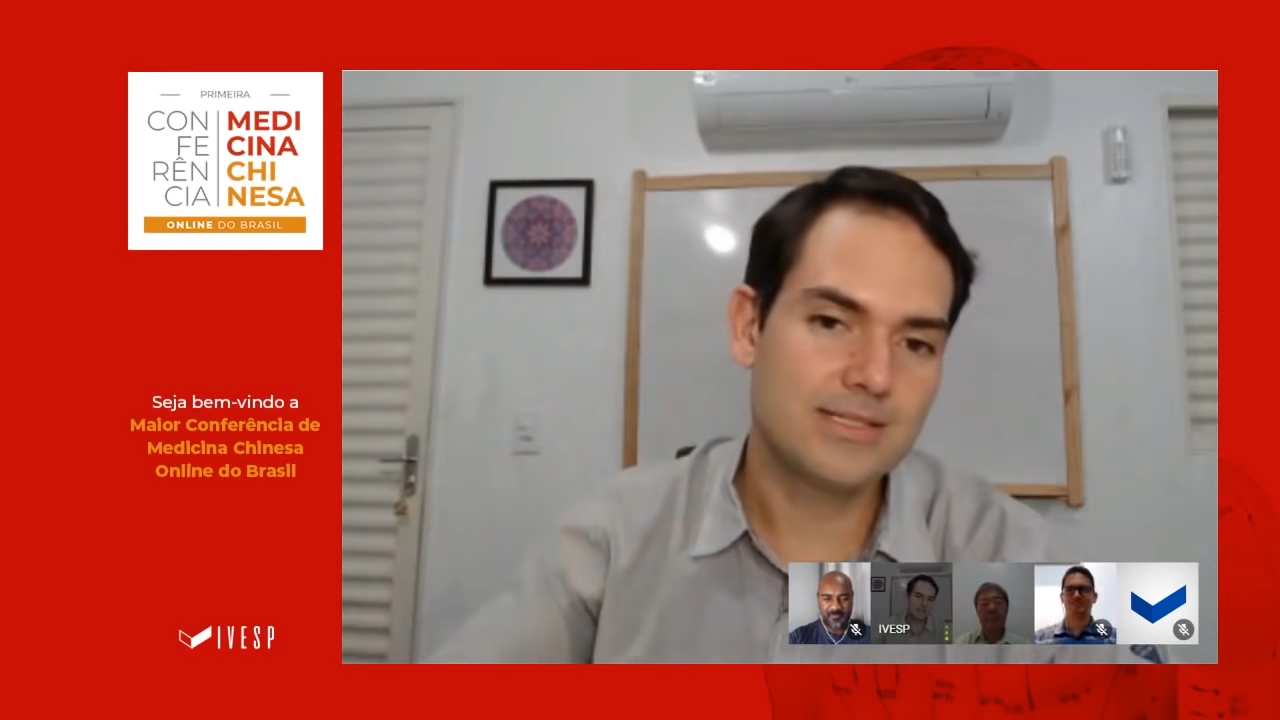 PRIMEIRA
CON
FE
RÊN
CIA
MEDI
CINA
CHI
NESA
ONLINE DO BRASIL
Seja bem-vindo a
Maior Conferência de
Medicina Chinesa
Online do Brasil
IVESP
IVESP